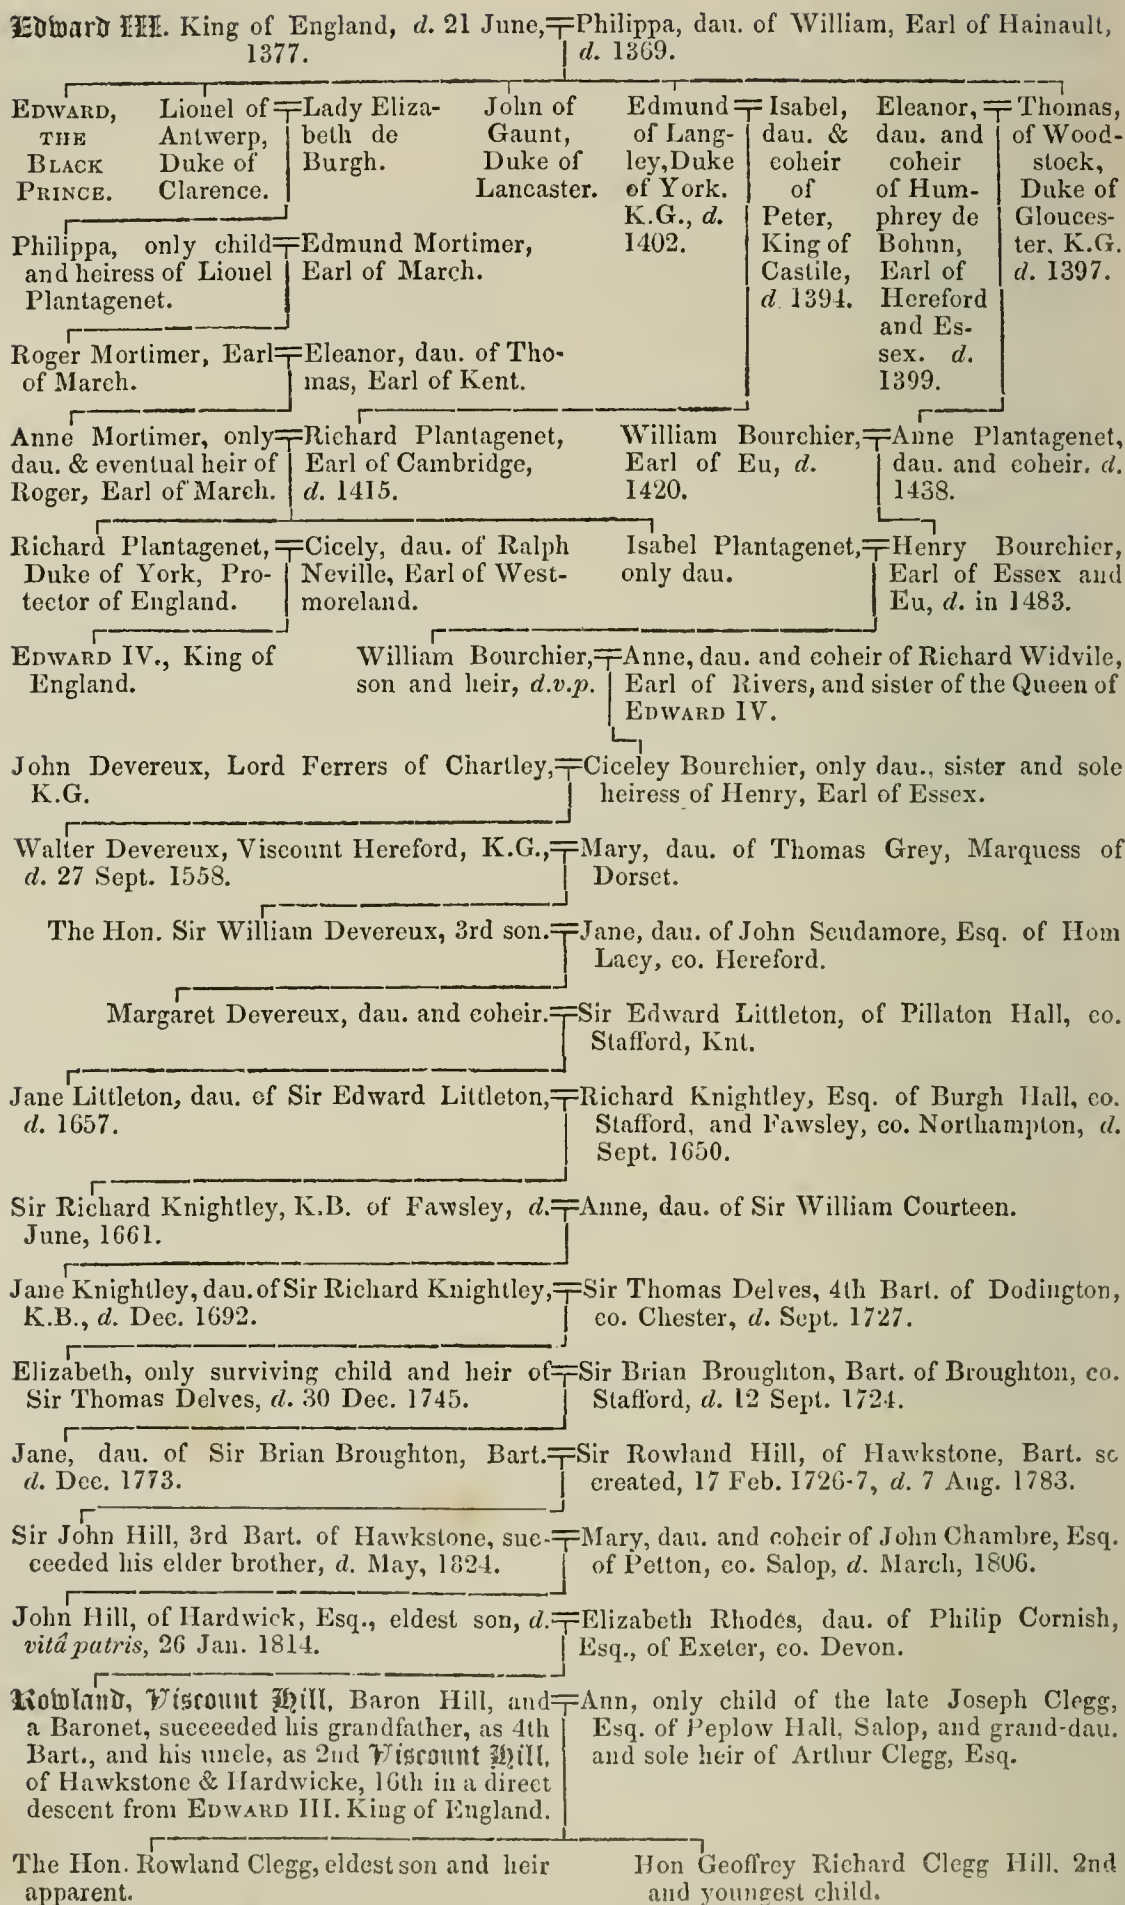 Edward III. King of England, d. 21 June, 1377.
Philippa, dau. of William, Earl of Hainault, d. 1369.
EDWARD,
THE
BLACK
PRINCE.
Lionel of
Antwerp,
Duke of
Clarence.
Lady Eliza-
beth de
Burgh.
John of
Gaunt,
Duke of
Lancaster.
Edmund
of Lang-
ley, Duke
of York.
K.G., d.
1402.
Isabel,
dau. &
coheir
of
Peter,
King of
Castile,
d. 1394.
Eleanor,
dau. and
coheir
of Hum-
phrey de
Bohun,
Earl of
Hereford
and Es-
sex. d.
1399.
Thomas,
of Wood-
stock,
Duke of
Glouces-
ter, K.G.
d. 1397.
Philippa, only child
and heiress of Lionel
Plantagenet.
Edmund Mortimer,
Earl of March.
Roger Mortimer, Earl
of March.
Eleanor, dau. of Tho-
mas, Earl of Kent.
Anne Mortimer, only
dau. & eventual heir of
Roger, Earl of March.
Richard Plantagenet,
Earl of Cambridge,
d. 1415.
William Bourchier,
Earl of Eu, d.
1420.
Anne Plantagenet,
dau. and coheir, d.
1438.
Richard Plantagenet,
Duke of York, Pro-
tector of England.
Cicely, dau. of Ralph
Neville, Earl of West-
moreland.
Isabel Plantagenet,
only dau.
Henry Bourchier,
Earl of Essex and
Eu, d. in 1483.
EDWARD IV., King of
England.
William Bourchier,
son and heir, d.v.p.
Anne, dau. and coheir of Richard Widvile,
Earl of Rivers, and sister of the Queen of
EDWARD IV.
John Devereux, Lord Ferrers of Chartley,
K.G.
Ciceley Bourchier, only dau., sister and sole
heiress of Henry, Earl of Essex.
Walter Devereux, Viscount Hereford, K.G.,
d. 27 Sept. 1558.
Mary, dau. of Thomas Grey, Marquess of
Dorset.
The Hon. Sir William Devereux, 3rd son.
Jane, dau. of John Scudamore, Esq. of Hom
Lacy, co. Hereford.
Margaret Devereux, dau. and coheir.
Sir Edward Littleton, of Pillaton Hall, co.
Stafford, Knt.
Jane Littleton, dau. of Sir Edward Littleton,
d. 1657.
Richard Knightley, Esq. of Burgh Hall, co.
Stafford, and Fawsley, co. Northampton, d.
Sept. 1650.
Sir Richard Knightley, K.B. of Fawsley, d.
June, 1661.
Anne, dau. of Sir William Courteen.
Jane Knightley, dau. of Sir Richard Knightley,
K.B., d. Dec. 1692.
Sir Thomas Delves, 4th Bart. of Dodington,
co. Chester, d. Sept. 1727.
Elizabeth, only surviving child and heir of
Sir Thomas Delves, d. 30 Dec. 1745.
Sir Brian Broughton, Bart. of Broughton, co.
Stafford, d. 12 Sept. 1724.
Jane, dau. of Sir Brian Broughton, Bart.
d. Dec. 1773.
Sir Rowland Hill, of Hawkstone, Bart. so
created, 17 Feb. 1726-7, d. 7 Aug. 1783.
Sir John Hill, 3rd Bart. of Hawkstone, suc-
ceeded his elder brother, d. May, 1824.
Mary, dau. and coheir of John Chambre, Esq.
of Petton, co. Salop, d. March, 1806.
John Hill, of Hardwick, Esq., eldest son, d.
vitâ patris, 26 Jan. 1814.
Elizabeth Rhodes, dau. of Philip Cornish,
Esq., of Exeter, co. Devon.
Rowland, Viscount Hill, Baron Hill, and
a Baronet, succeeded his grandfather, as 4th
Bart., and his uncle, as 2nd Viscount Hill,
of Hawkstone & Hardwicke, 16th in a direct
descent from EDWARD III. King of England.
Ann, only child of the late Joseph Clegg,
Esq. of Peplow Hall, Salop, and grand-dau.
and sole heir of Arthur Clegg, Esq.
The Hon. Rowland Clegg, eldest son and heir
apparent.
Hon Geoffrey Richard Clegg Hill, 2nd
and youngest child.